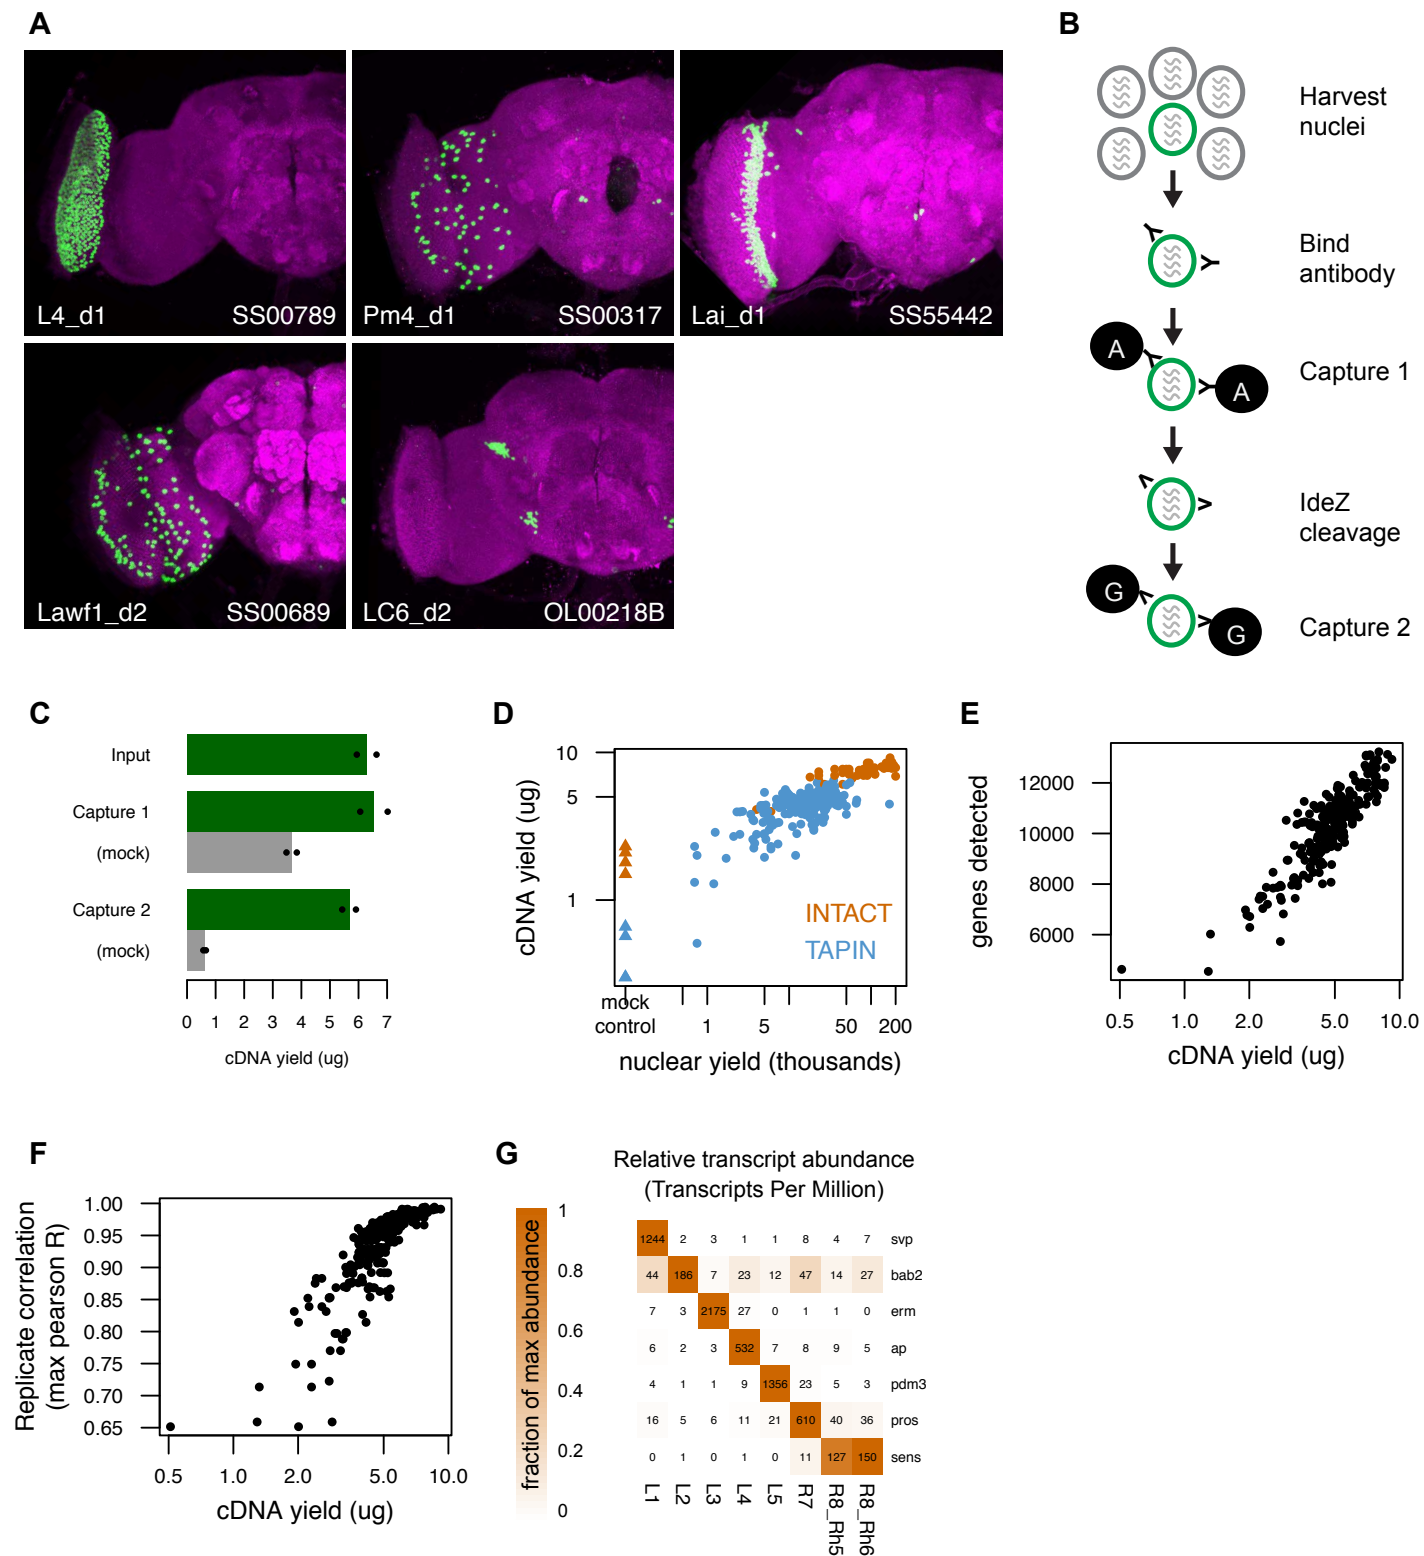 A
L4_d1 SS00789
Pm4_d1 SS00317
Lai_d1 SS55442
Lawf1_d2 SS00689
LC6_d2 OL00218B
B
Harvest
nuclei
Bind
antibody
A
A
Capture 1
IdeZ
cleavage
G
G
Capture 2
C
Input
Capture 1
(mock)
Capture 2
(mock)
0 1 2 3 4 5 6 7
cDNA yield (ug)
D
cDNA yield (ug)
10
5
1
INTACT
TAPIN
mock
control
1 5 50 200
nuclear yield (thousands)
E
genes detected
12000
10000
8000
6000
0.5 1.0 2.0 5.0 10.0
cDNA yield (ug)
F
Replicate correlation
(max pearson R)
1.00
0.95
0.90
0.85
0.80
0.75
0.70
0.65
0.5 1.0 2.0 5.0 10.0
cDNA yield (ug)
G
Relative transcript abundance
(Transcripts Per Million)
fraction of max abundance
1
0.8
0.6
0.4
0.2
0
1244 2 3 1 1 8 4 7 svp
44 186 7 23 12 47 14 27 bab2
7 3 2175 27 0 1 1 0 erm
6 2 3 532 7 8 9 5 ap
4 1 1 9 1356 23 5 3 pdm3
16 5 6 11 21 610 40 36 pros
0 1 0 1 0 11 127 150 sens
L1 L2 L3 L4 L5 R7 R8_Rh5 R8_Rh6